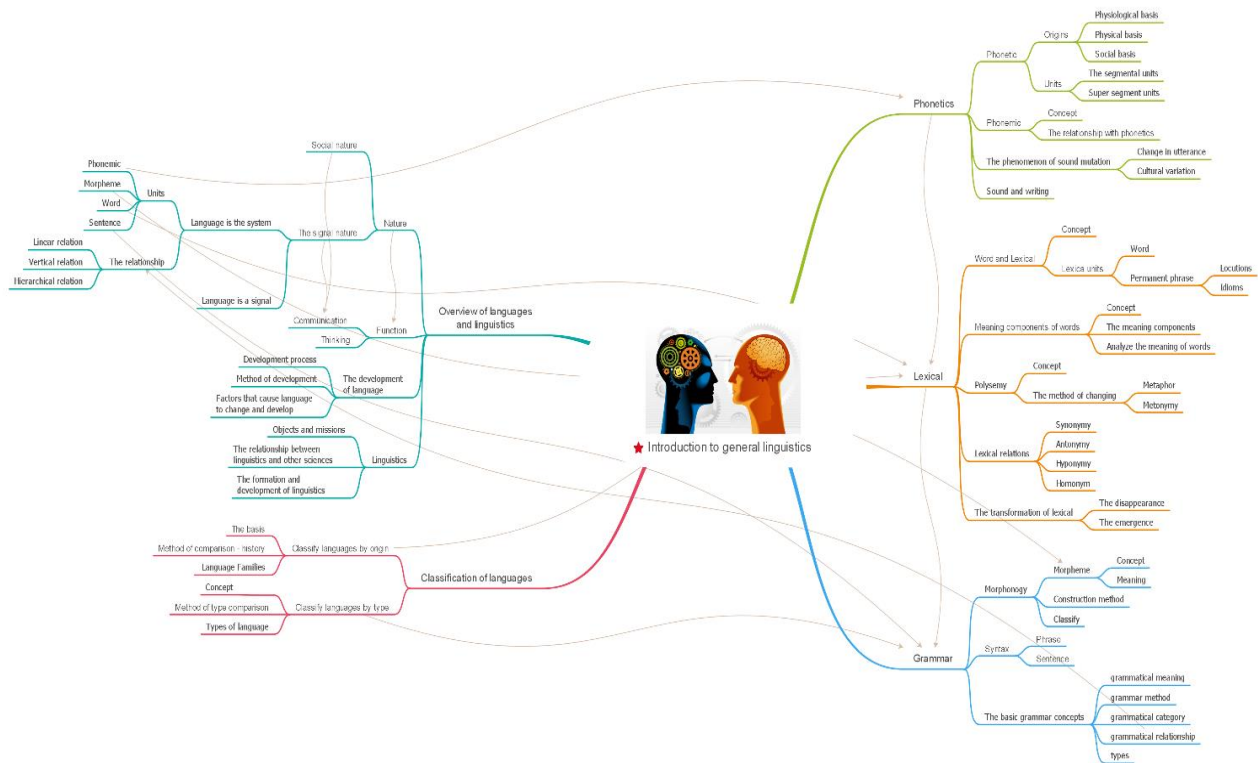 Introduction to general linguistics
Phonetics
Phonetic
Origins
Physiological basis
Physical basis
Social basis
Units
The segmental units
Super segment units
Phonemic
Concept
The relationship with phonetics
The phenomenon of sound mutation
Change in utterance
Cultural variation
Sound and writing
Lexical
Word and Lexical
Concept
Lexica units
Word
Permanent phrase
Locutions
Idioms
Meaning components of words
Concept
The meaning components
Analyze the meaning of words
Polysemy
Concept
The method of changing
Metaphor
Metonymy
Lexical relations
Synonymy
Antonymy
Hyponymy
Homonym
The transformation of lexical
The disappearance
The emergence
Grammar
Morphonogy
Morpheme
Concept
Meaning
Construction method
Classify
Syntax
Phrase
Sentence
The basic grammar concepts
grammatical meaning
grammar method
grammatical category
grammatical relationship
types
Overview of languages
and linguistics
Nature
Social nature
The signal nature
Language is the system
Units
Phonemic
Morpheme
Word
Sentence
The relationship
Linear relation
Vertical relation
Hierarchical relation
Language is a signal
Function
Communication
Thinking
The development
of language
Development process
Method of development
Factors that cause language
to change and develop
Linguistics
Objects and missions
The relationship between
linguistics and other sciences
The formation and
development of linguistics
Classification of languages
Classify languages by origin
The basis
Method of comparison - history
Language Families
Classify languages by type
Concept
Method of type comparison
Types of language